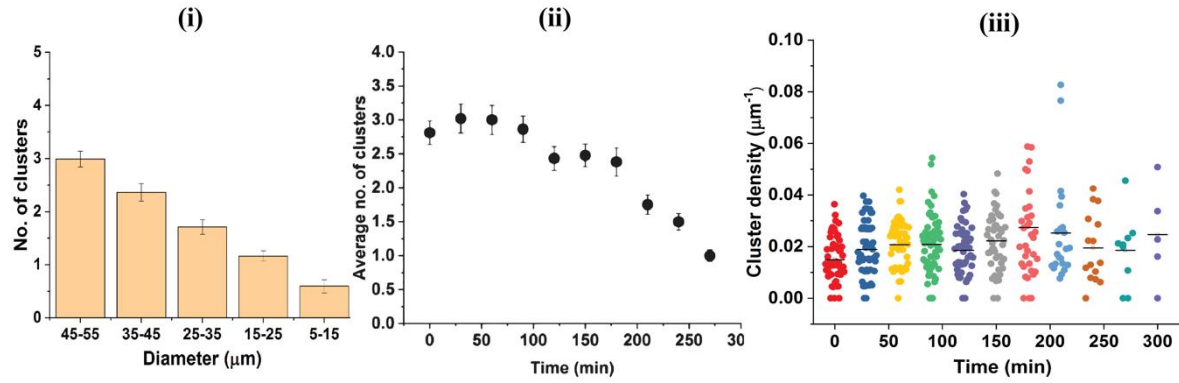 (i)
No. of clusters
5
4
3
2
1
0
45-55 35-45 25-35 15-25 5-15
Diameter (μm)
(ii)
Average no. of clusters
4.0
3.5
3.0
2.5
2.0
1.5
1.0
0.5
0.0
0 50 100 150 200 250 30
Time (min)
(iii)
Cluster density (μm⁻¹)
0.10
0.08
0.06
0.04
0.02
0.00
0 50 100 150 200 250 300
Time (min)